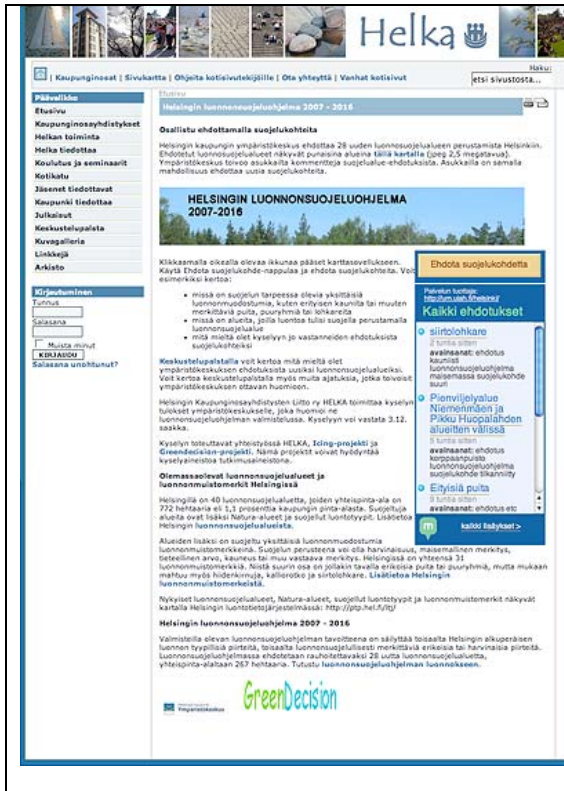 Helka
| Kaupunginosat | Sivukartta | Ohjeita kotisivutekijöille | Ota yhteyttä | Vanhat kotisivut
Haku:
etsi sivustosta...
Päävalikko
Etusivu
Kaupunginosayhdistykset
Helkan toiminta
Helka tiedottaa
Koulutus ja seminaarit
Kotikatu
Jäsenet tiedottavat
Kaupunki tiedottaa
Julkaisut
Keskustelupalsta
Kuvagalleria
Linkkejä
Arkisto
Kirjautuminen
Tunnus
Salasana
Muista minut
KIRJAUDU
Salasana unohtunut?
Etusivu
Helsingin luonnonsuojeluohjelma 2007 - 2016
Osallistu ehdottamalla suojelukohteita
Helsingin kaupungin ympäristökeskus ehdottaa 28 uuden luonnonsuojelualueen perustamista Helsinkiin.
Ehdotetut luonnonsuojelualueet näkyvät punaisina alueina tällä kartalla (jpeg 2,5 megatavua).
Ympäristökeskus toivoo asukkailta kommentteja suojelualue-ehdotuksista. Asukkailla on samalla
mahdollisuus ehdottaa uusia suojelukohteita.
HELSINGIN LUONNONSUOJELUOHJELMA
2007-2016
Klikkaamalla oikealla olevaa ikkunaa pääset karttasovellukseen.
Käytä Ehdota suojelukohde-nappulaa ja ehdota suojelukohteita. Voit
esimerkiksi kertoa:
missä on suojelun tarpeessa olevia yksittäisiä
luonnonmuodostumia, kuten erityisen kauniita tai muuten
merkittäviä puita, puuryhmiä tai lohkareita
missä on alueita, joilla luontoa tulisi suojella perustamalla
luonnonsuojelualue
mitä mieltä olet kyselyyn jo vastanneiden ehdotuksista
suojelukohteiksi
Keskustelupalstalla voit kertoa mitä mieltä olet
ympäristökeskuksen ehdotuksista uusiksi luonnonsuojelualueiksi.
Voit kertoa keskustelupalstalla myös muita ajatuksia, jotka toivoisit
ympäristökeskuksen ottavan huomioon.
Helsingin Kaupunginosayhdistysten Liitto ry HELKA toimittaa kyselyn
tulokset ympäristökeskukselle, joka huomioi ne
luonnonsuojeluohjelman valmistelussa. Kyselyyn voi vastata 3.12.
saakka.
Kyselyn toteuttavat yhteistyössä HELKA, Icing-projekti ja
Greendecision-projekti. Nämä projektit voivat hyödyntää
kyselyaineistoa tutkimusaineistona.
Ehdota suojelukohdetta
Palvelun tuottaja:
Kaikki ehdotukset
siirtolohkare
2 tuntia sitten
avainsanat: ehdotus
kauniisti
luonnonsuojeluohjelma
maisemassa suojelukohde
suuri
Pienviljelyalue
Niemenmäen ja
Pikku Huopalahden
alueitten välissä
5 tuntia sitten
avainsanat: ehdotus
korppaanpuisto
luonnonsuojeluohjelma
suojelukohde tilkanniitty
Eityisiä puita
9 tuntia sitten
avainsanat: ehdotus etc
m
kaikki lisäykset >
Olemassaolevat luonnonsuojelualueet ja
luonnonmuistomerkit Helsingissä
Helsingillä on 40 luonnonsuojelualuetta, joiden yhteispinta-ala on
772 hehtaaria eli 1,1 prosenttia kaupungin pinta-alasta. Suojeltuja
alueita ovat lisäksi Natura-alueet ja suojellut luontotyypit. Lisätietoa
Helsingin luonnonsuojelualueista.
Alueiden lisäksi on suojeltu yksittäisiä luonnonmuodostumia
luonnonmuistomerkkeinä. Suojelun perusteena voi olla harvinaisuus, maisemallinen merkitys,
tieteellinen arvo, kauneus tai muu vastaava merkitys. Helsingissä on yhteensä 31
luonnonmuistomerkkiä. Niistä suurin osa on jollakin tavalla erikoisia puita tai puuryhmiä, mutta mukaan
mahtuu myös hiidenkirnuja, kalliorotko ja siirtolohkare. Lisätietoa Helsingin
luonnonmuistomerkeistä.
Nykyiset luonnonsuojelualueet, Natura-alueet, suojellut luontotyypit ja luonnonmuistomerkit näkyvät
kartalla Helsingin luontotietojärjestelmässä: http://ptp.hel.fi/ltj/
Helsingin luonnonsuojeluohjelma 2007 - 2016
Valmisteilla olevan luonnonsuojeluohjelman tavoitteena on säilyttää toisaalta Helsingin alkuperäisen
luonnon tyypillisiä piirteitä, toisaalta luonnonsuojelullisesti merkittäviä erikoisia tai harvinaisia piirteitä.
Luonnonsuojeluohjelmassa ehdotetaan rauhoitettavaksi 28 uutta luonnonsuojelualuetta,
yhteispinta-alaltaan 267 hehtaaria. Tutustu luonnonsuojeluohjelman luonnokseen.
Ympäristökeskus
GreenDecision